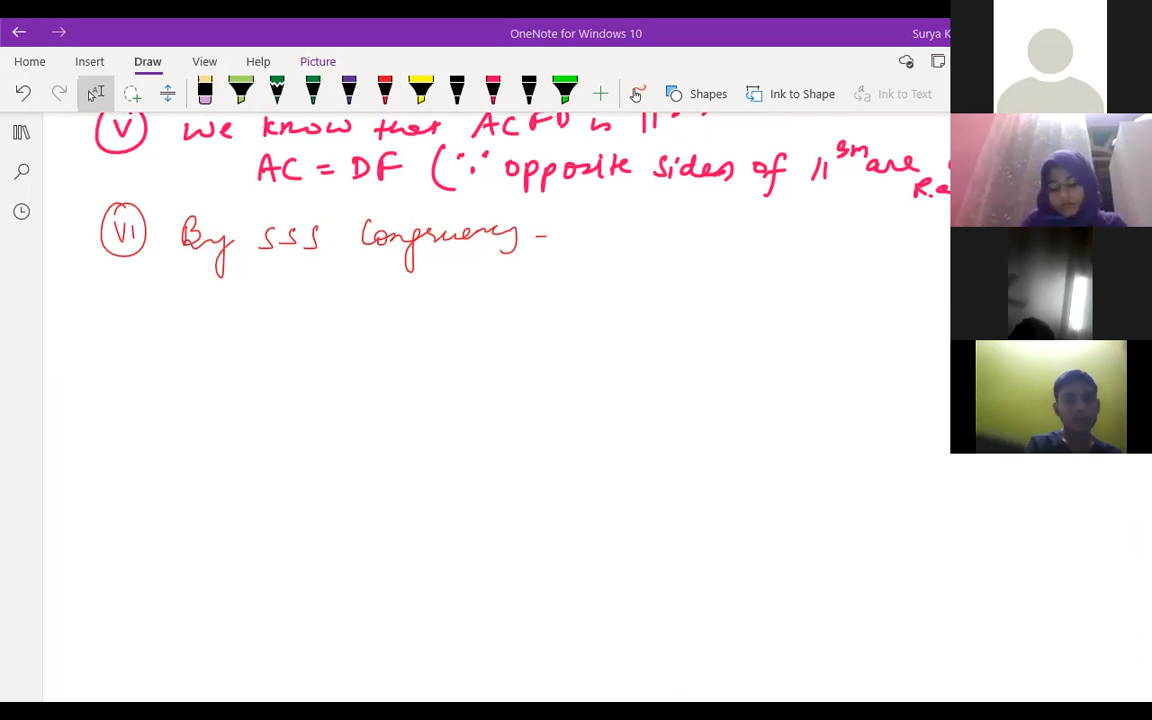 OneNote for Windows 10
Surya K
Home Insert Draw View Help Picture
Shapes Ink to Shape Ink to Text
V We know that ACFD is ||
AC = DF (∵ opposite sides of ||gm are
VI By SSS Congruency -